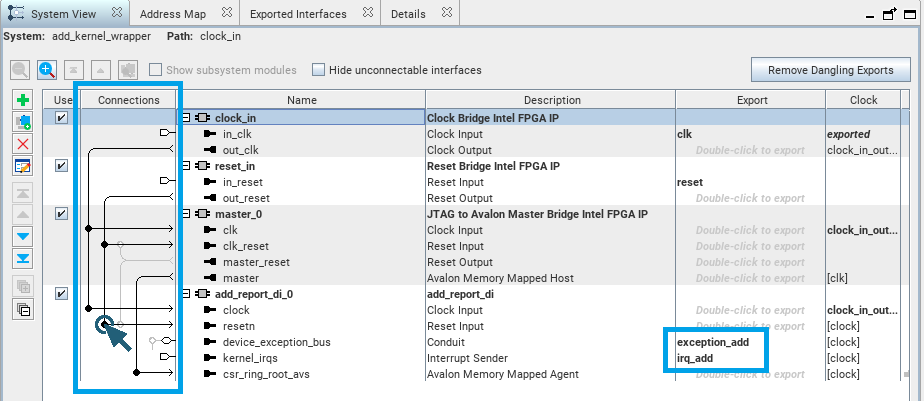 System View Address Map Exported Interfaces Details
System: add_kernel_wrapper Path: clock_in
Show subsystem modules Hide unconnectable interfaces Remove Dangling Exports
Use Connections Name Description Export Clock
clock_in Clock Bridge Intel FPGA IP
in_clk Clock Input clk exported
out_clk Clock Output Double-click to export clock_in_out...
reset_in Reset Bridge Intel FPGA IP
in_reset Reset Input reset
out_reset Reset Output Double-click to export
master_0 JTAG to Avalon Master Bridge Intel FPGA IP
clk Clock Input Double-click to export clock_in_out...
clk_reset Reset Input Double-click to export
master_reset Reset Output Double-click to export
master Avalon Memory Mapped Host Double-click to export [clk]
add_report_di_0 add_report_di
clock Clock Input Double-click to export clock_in_out...
resetn Reset Input Double-click to export [clock]
device_exception_bus Conduit exception_add [clock]
kernel_irqs Interrupt Sender irq_add [clock]
csr_ring_root_avs Avalon Memory Mapped Agent Double-click to export [clock]